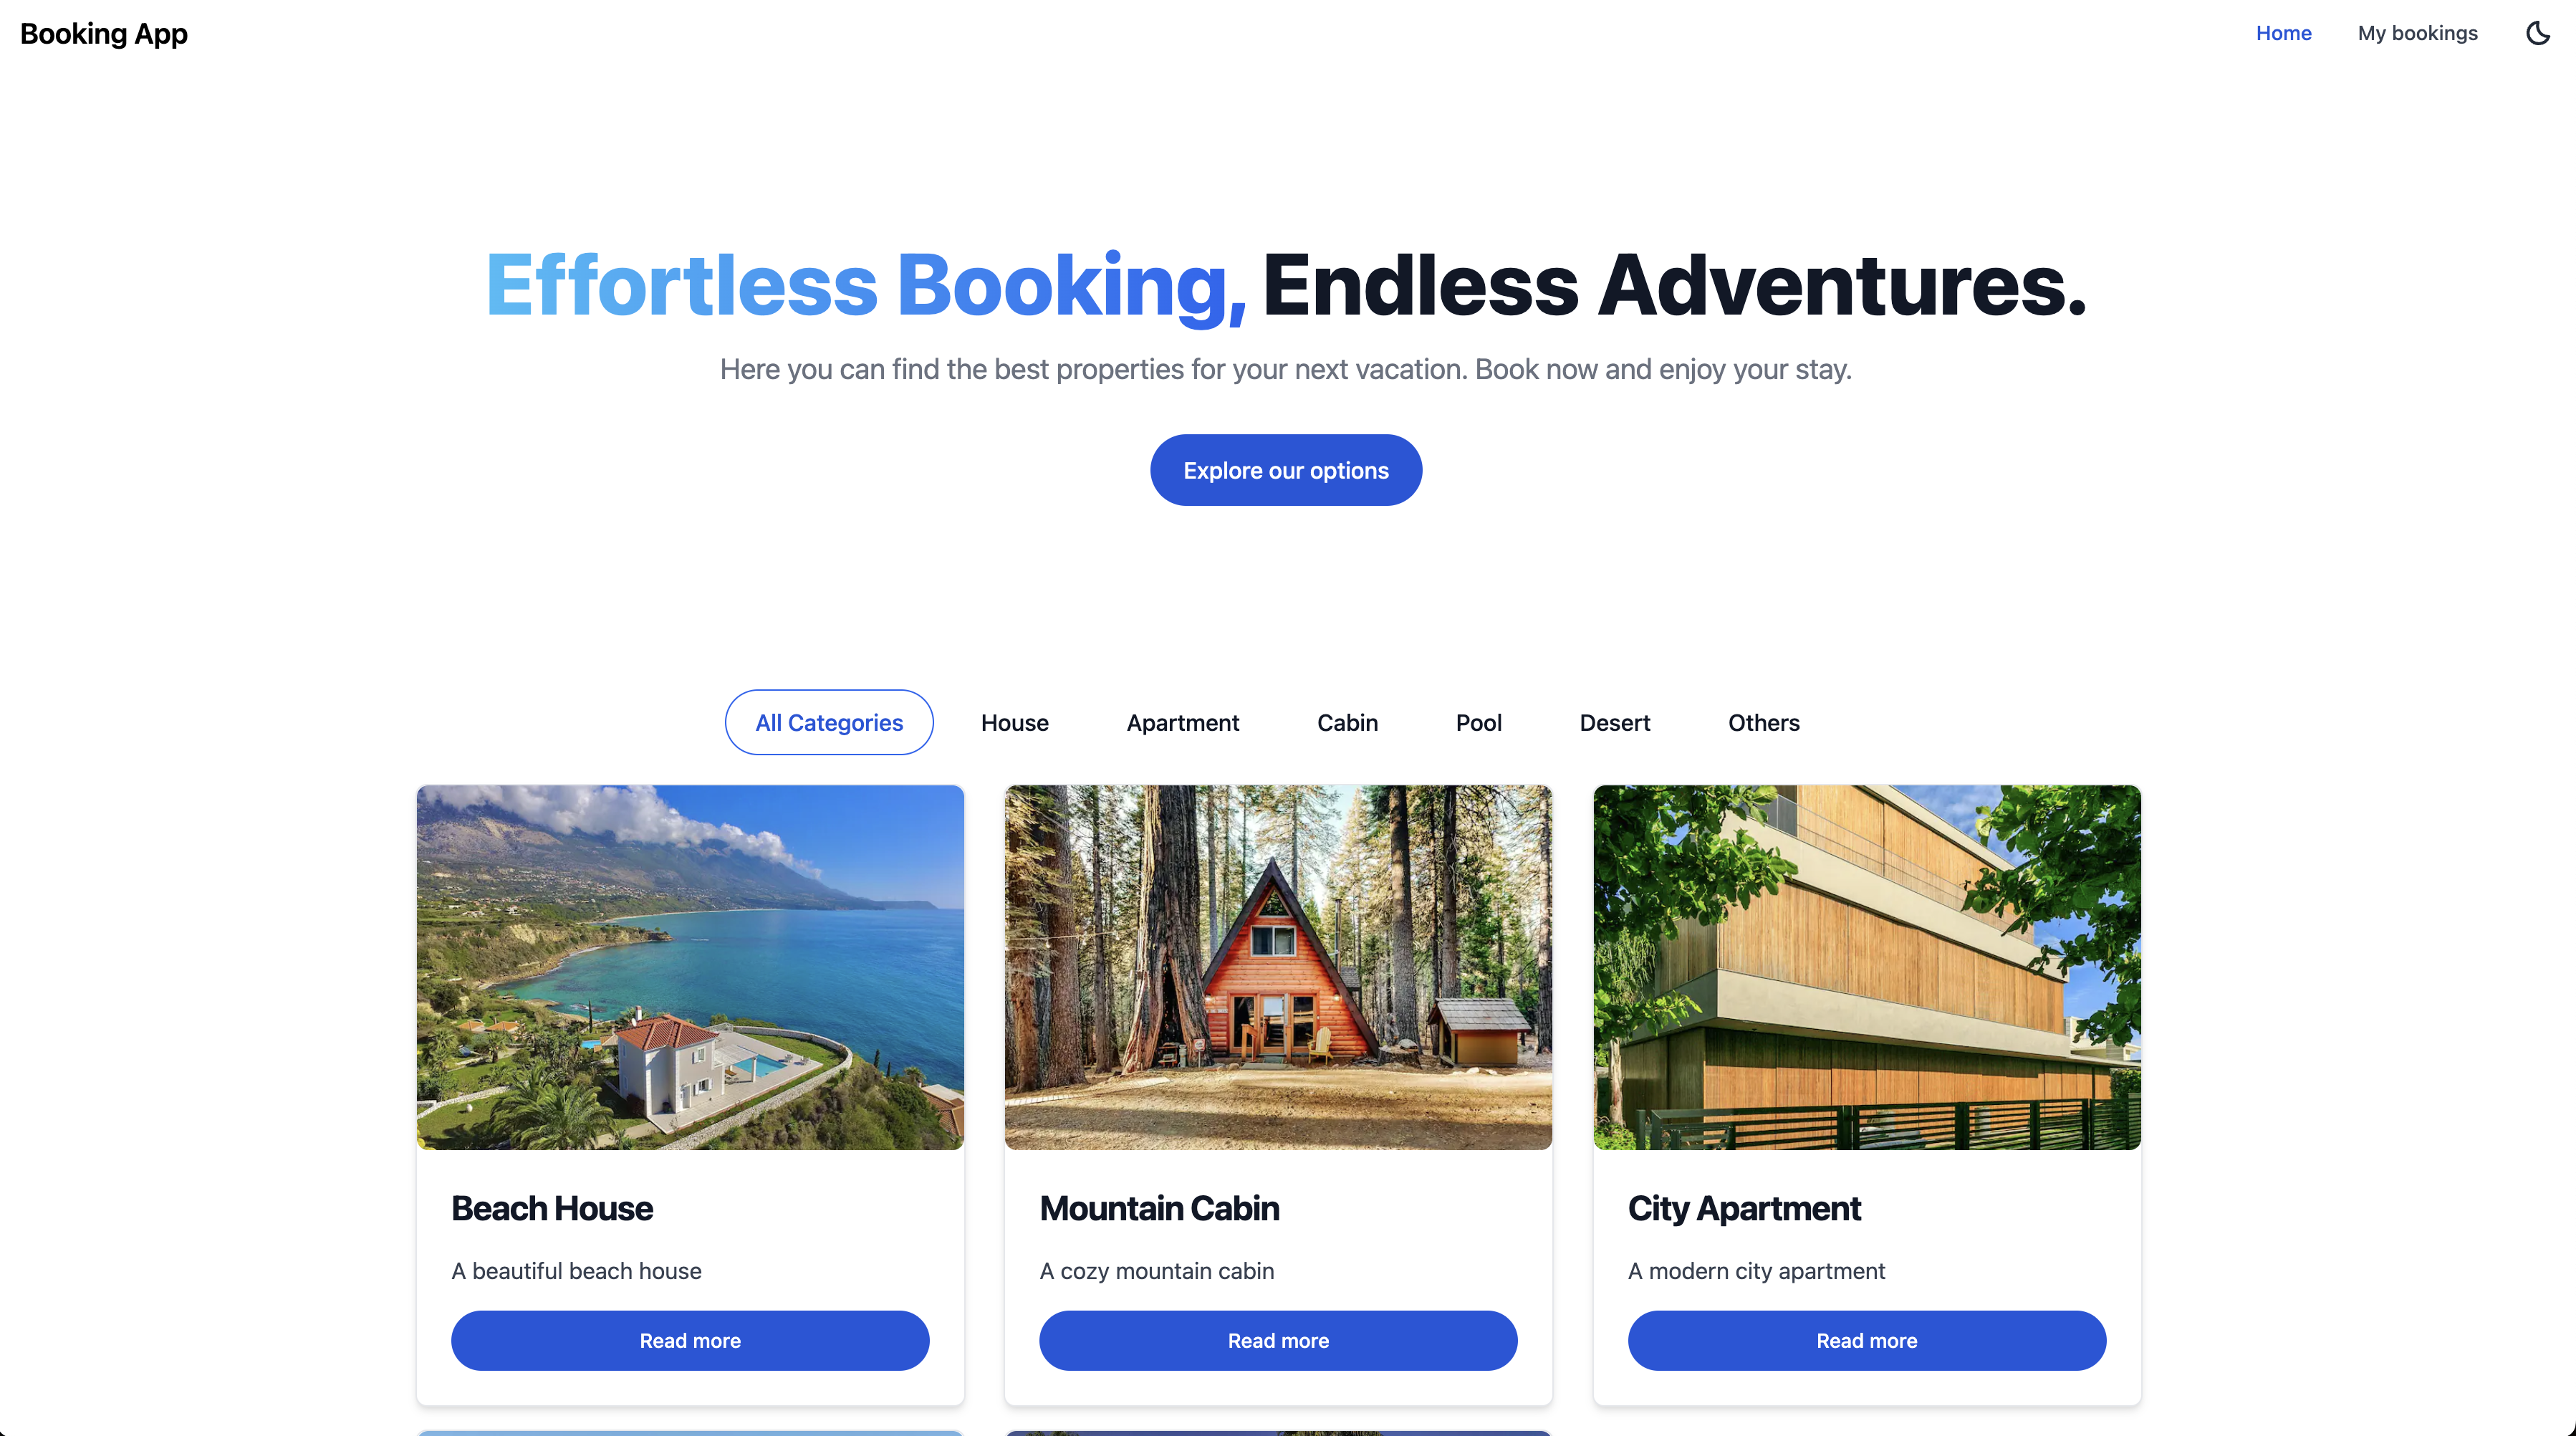 Booking App
Home
My bookings
Effortless Booking, Endless Adventures.
Here you can find the best properties for your next vacation. Book now and enjoy your stay.
Explore our options
All Categories
House
Apartment
Cabin
Pool
Desert
Others
Beach House
A beautiful beach house
Read more
Mountain Cabin
A cozy mountain cabin
Read more
City Apartment
A modern city apartment
Read more